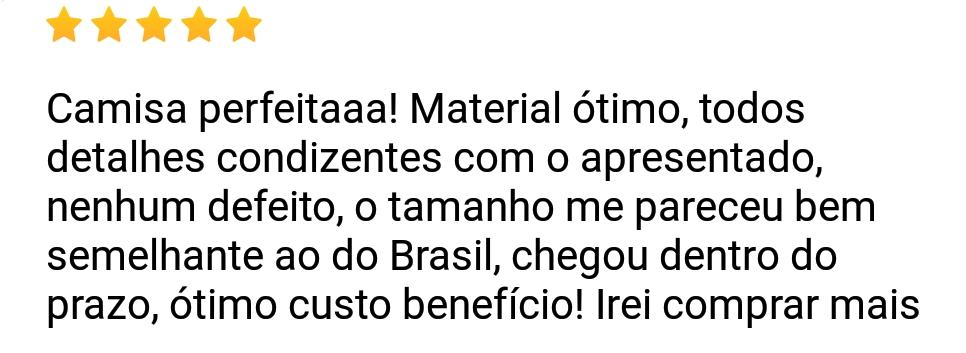 Camisa perfeitaaa! Material ótimo, todos
detalhes condizentes com o apresentado,
nenhum defeito, o tamanho me pareceu bem
semelhante ao do Brasil, chegou dentro do
prazo, ótimo custo benefício! Irei comprar mais